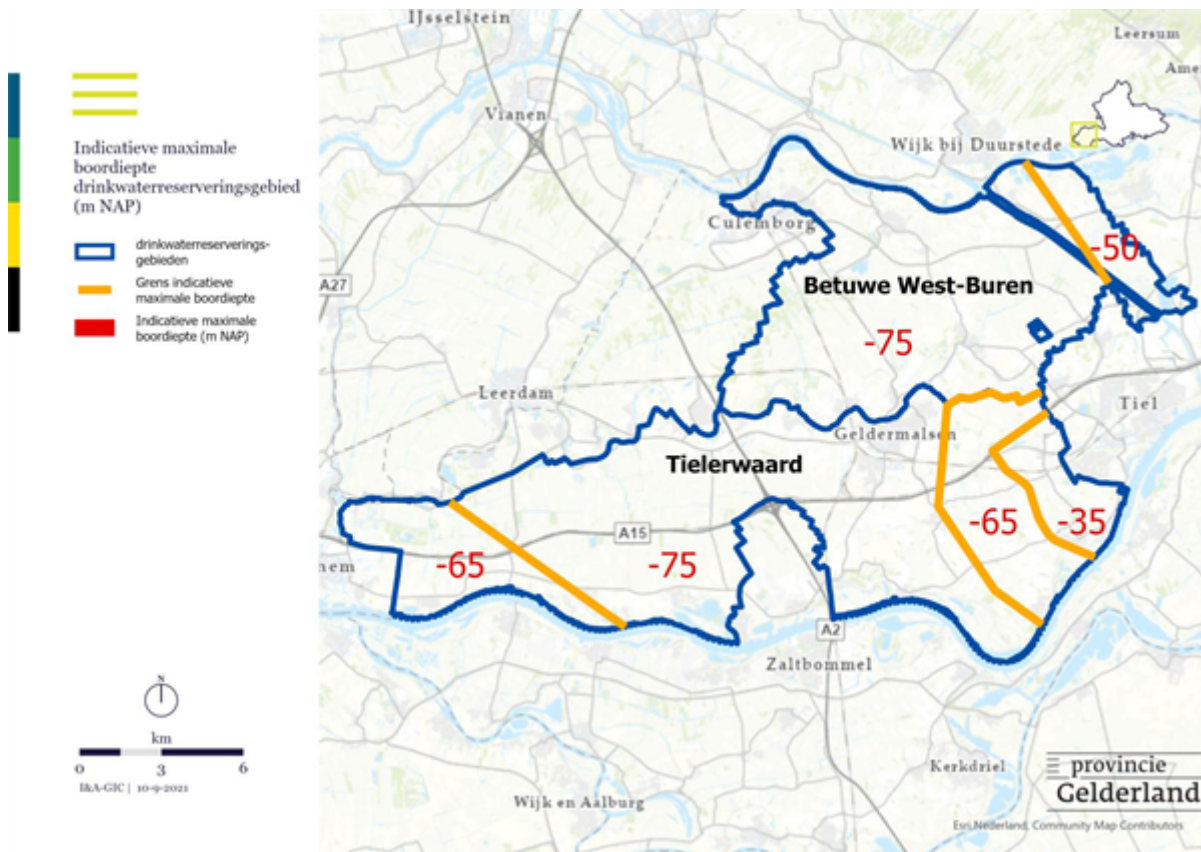 Indicatieve maximale
boordiepte
drinkwaterreserveringsgebied
(m NAP)
drinkwaterreserverings-
gebieden
Grens indicatieve
maximale boordiepte
Indicatieve maximale
boordiepte (m NAP)
N
km
0 3 6
I&A-GIC | 10-9-2021
IJsselstein
Leersum
Ame
Vianen
Wijk bij Duurstede
Culemborg
-50
A27
Betuwe West-Buren
-75
Leerdam
Tiel
Geldermalsen
Tielerwaard
-65
-35
A15
-65
-75
nem
A2
Zaltbommel
Kerkdriel
provincie
Gelderland
Wijk en Aalburg
Esri Nederland, Community Map Contributors